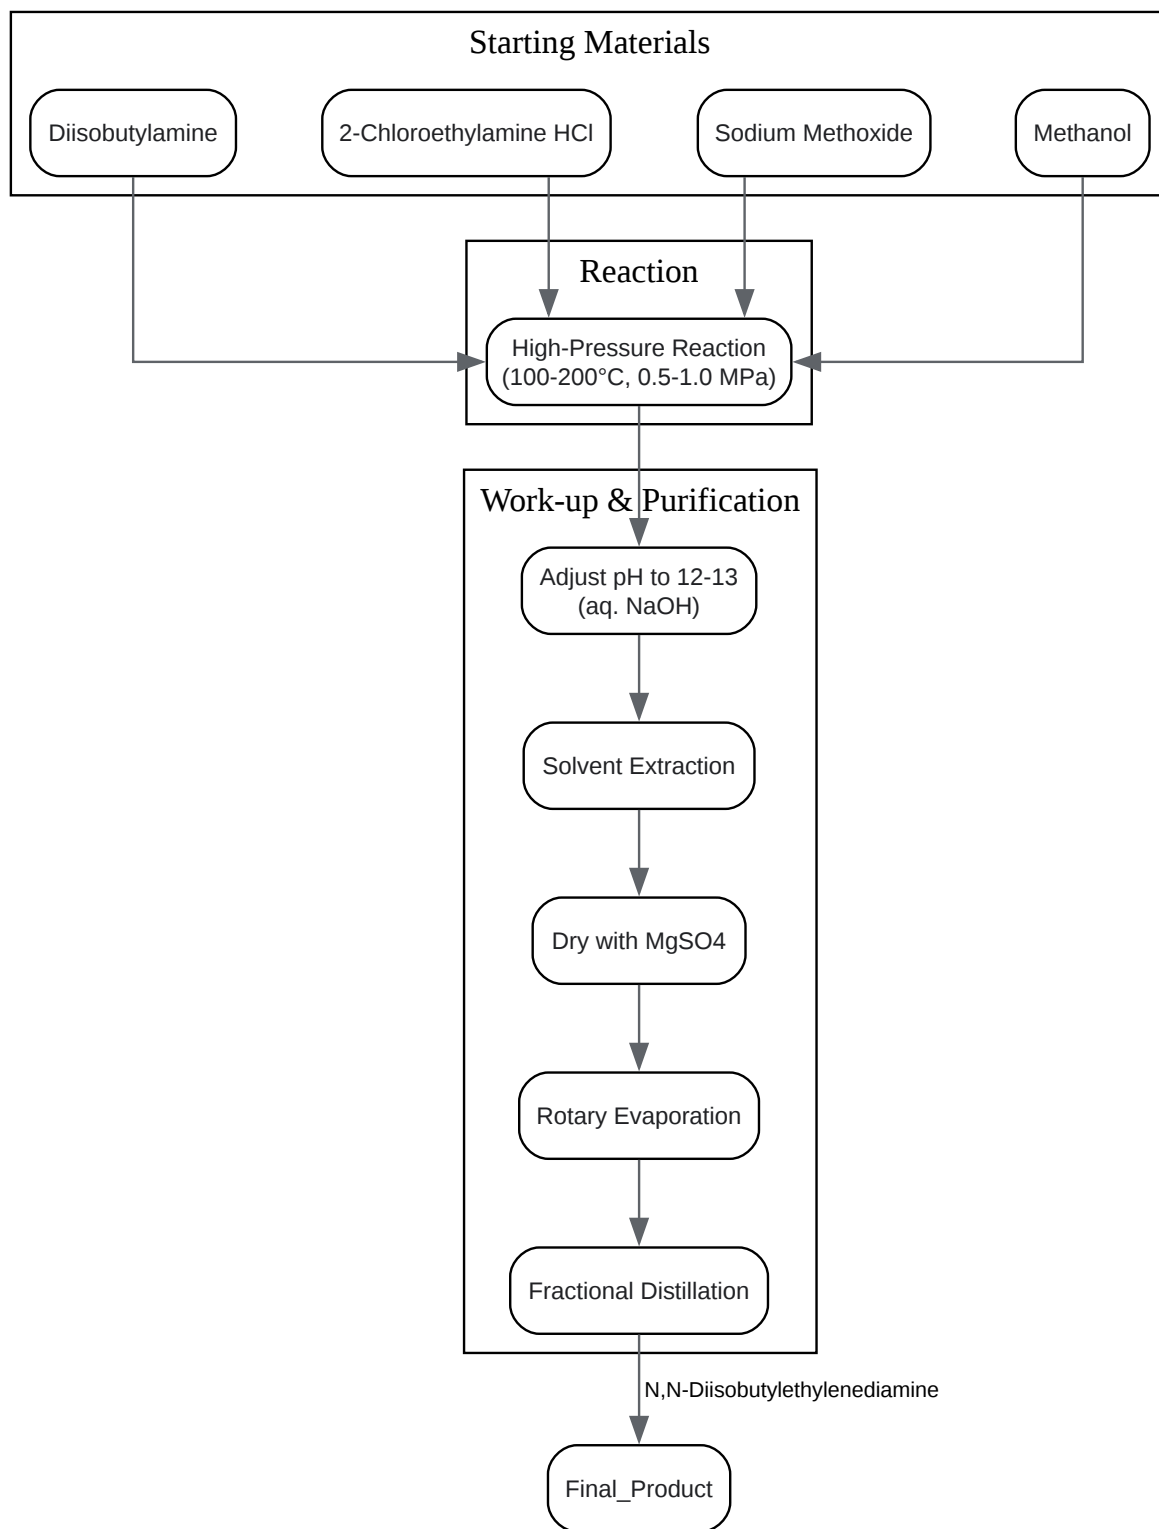 Starting Materials
Diisobutylamine
2-Chloroethylamine HCl
Sodium Methoxide
Methanol
Reaction
High-Pressure Reaction
(100-200°C, 0.5-1.0 MPa)
Work-up & Purification
Adjust pH to 12-13
(aq. NaOH)
Solvent Extraction
Dry with MgSO4
Rotary Evaporation
Fractional Distillation
N,N-Diisobutylethylenediamine
Final_Product